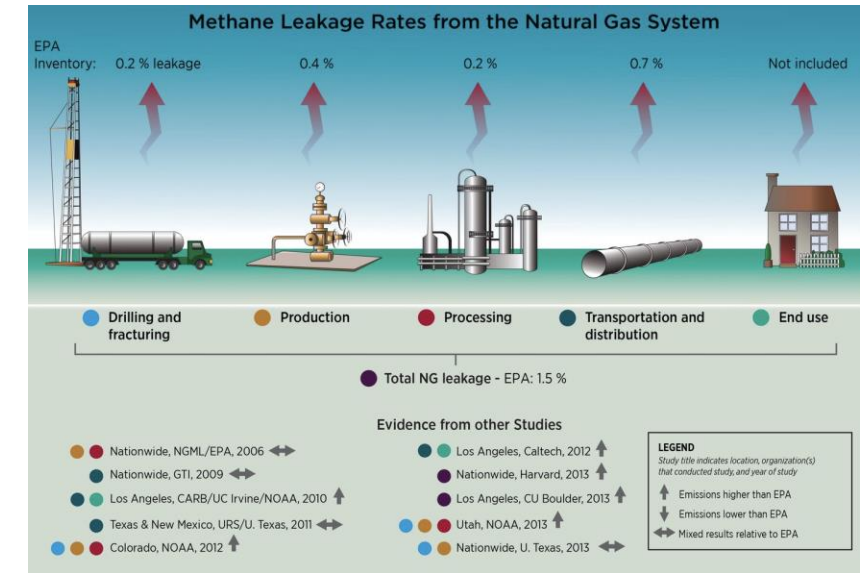 Methane Leakage Rates from the Natural Gas System
EPA
Inventory: 0.2 % leakage 0.4 % 0.2 % 0.7 % Not included
Drilling and fracturing
Production
Processing
Transportation and distribution
End use
Total NG leakage - EPA: 1.5 %
Evidence from other Studies
Nationwide, NGML/EPA, 2006
Nationwide, GTI, 2009
Los Angeles, CARB/UC Irvine/NOAA, 2010
Texas & New Mexico, URS/U. Texas, 2011
Colorado, NOAA, 2012
Los Angeles, Caltech, 2012
Nationwide, Harvard, 2013
Los Angeles, CU Boulder, 2013
Utah, NOAA, 2013
Nationwide, U. Texas, 2013
LEGEND
Study title indicates location, organization(s)
that conducted study, and year of study
Emissions higher than EPA
Emissions lower than EPA
Mixed results relative to EPA